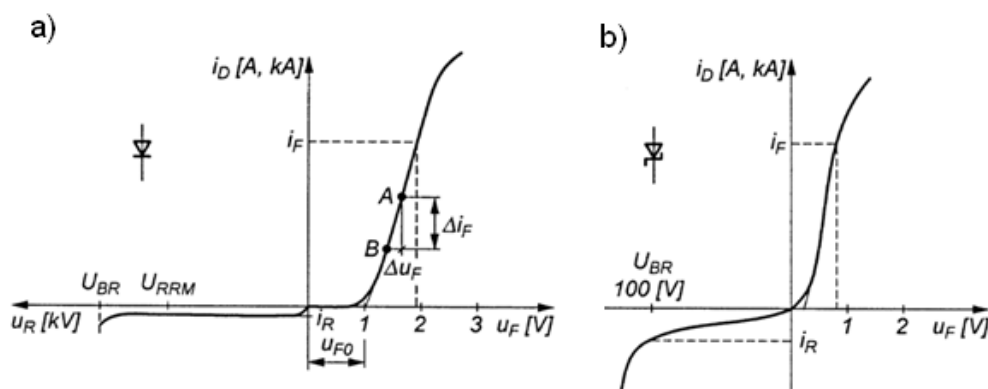 a)
i_D [A, kA]
i_F
A
Δi_F
B
Δu_F
U_BR U_RRM
u_R [kV] i_R 1 2 3 u_F [V]
u_F0
b)
i_D [A, kA]
i_F
U_BR
100 [V]
1 2 u_F [V]
i_R